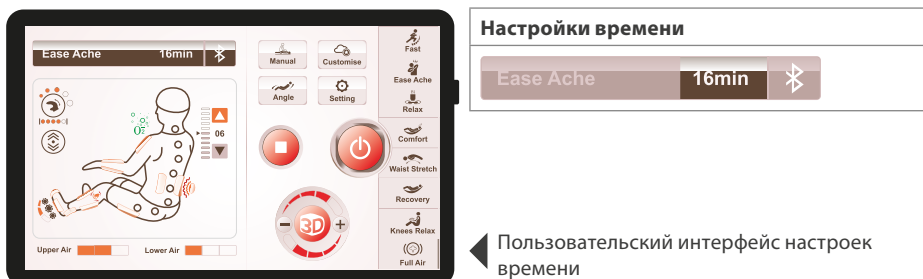 Ease Ache 16min
Manual
Customise
Angle
Setting
Fast
Ease Ache
Relax
Comfort
Waist Stretch
Recovery
Knees Relax
Full Air
O2
06
3D
Upper Air
Lower Air
Настройки времени
Ease Ache 16min
Пользовательский интерфейс настроек
времени